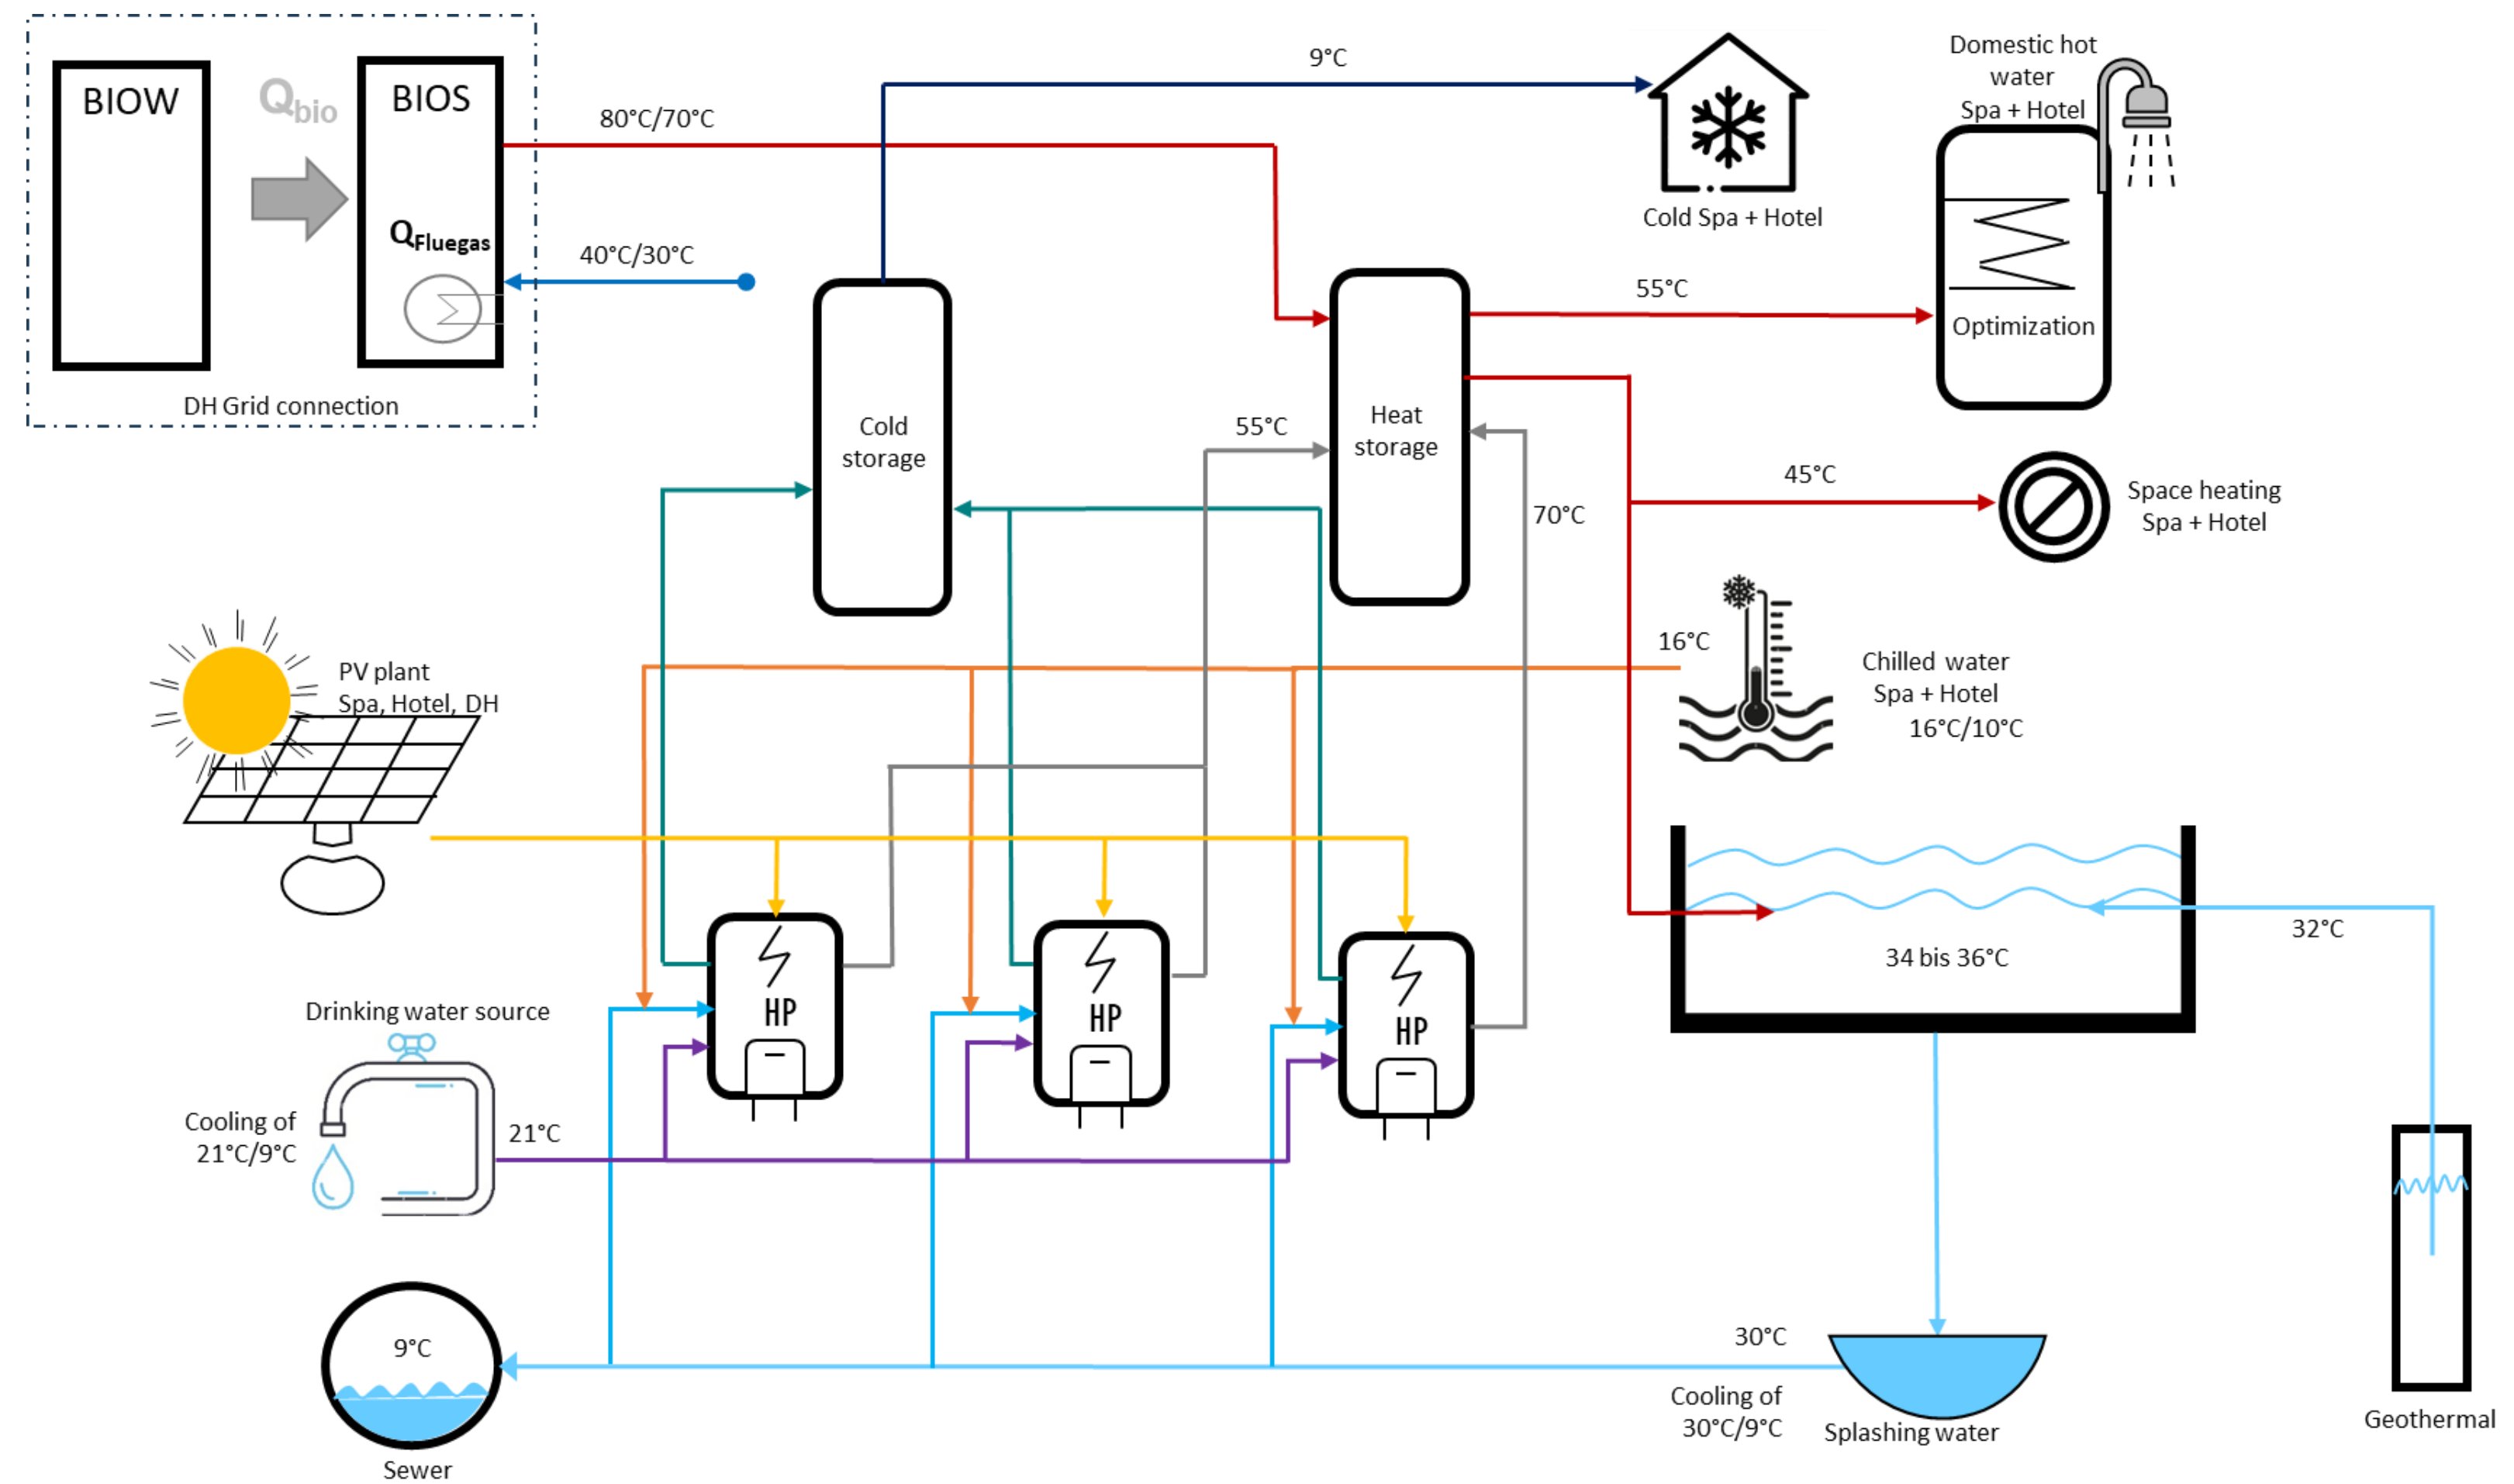 BIOW
Qbio
BIOS
QFluegas
DH Grid connection
80°C/70°C
40°C/30°C
9°C
Cold Spa + Hotel
Domestic hot
water
Spa + Hotel
Optimization
55°C
Cold
storage
Heat
storage
55°C
45°C
Space heating
Spa + Hotel
70°C
16°C
Chilled water
Spa + Hotel
16°C/10°C
PV plant
Spa, Hotel, DH
HP
HP
HP
34 bis 36°C
32°C
Drinking water source
Cooling of
21°C/9°C
21°C
9°C
Sewer
30°C
Cooling of
30°C/9°C
Splashing water
Geothermal